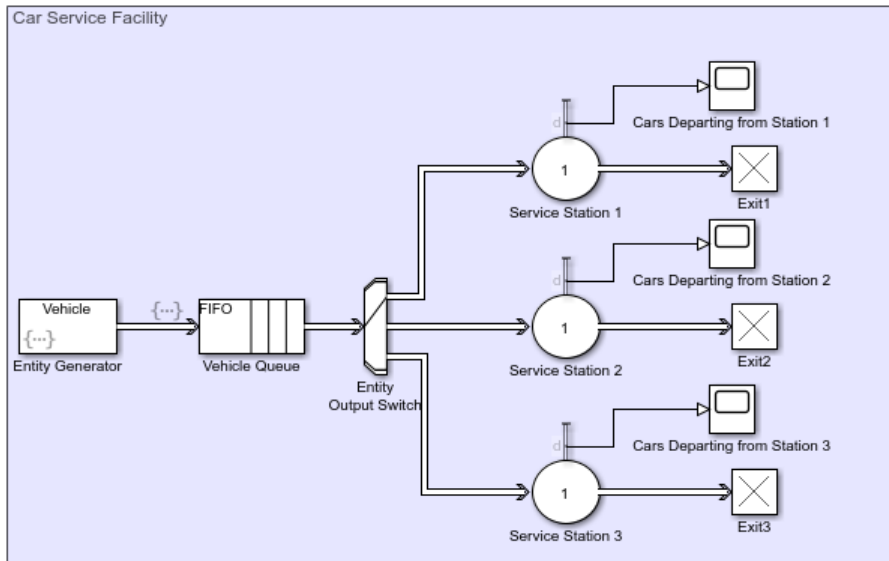 Car Service Facility
d
Cars Departing from Station 1
1
Service Station 1
Exit1
d
Cars Departing from Station 2
Vehicle
{...}
Entity Generator
{...}
FIFO
Vehicle Queue
Entity
Output Switch
1
Service Station 2
Exit2
d
Cars Departing from Station 3
1
Service Station 3
Exit3